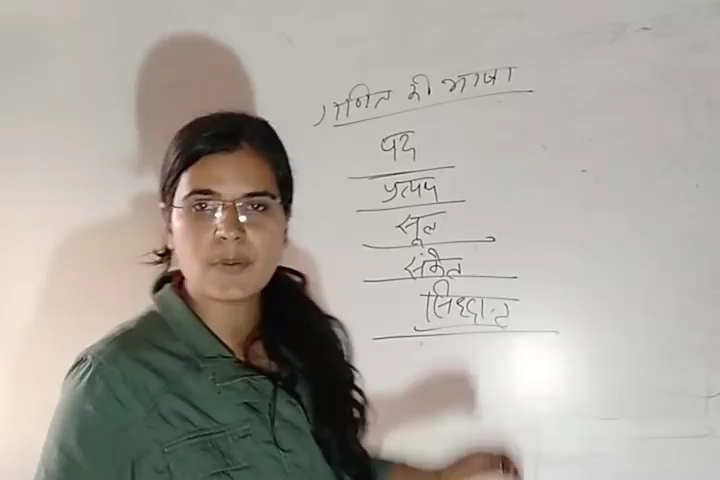 गणित की भाषा
पद
प्रत्यय
सूत्र
संकेत
सिद्धान्त